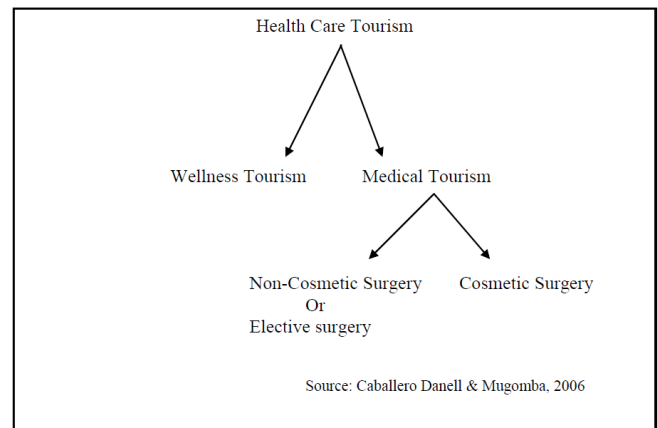 Health Care Tourism
Wellness Tourism
Medical Tourism
Non-Cosmetic Surgery
Cosmetic Surgery
Or
Elective surgery
Source: Caballero Danell & Mugomba, 2006